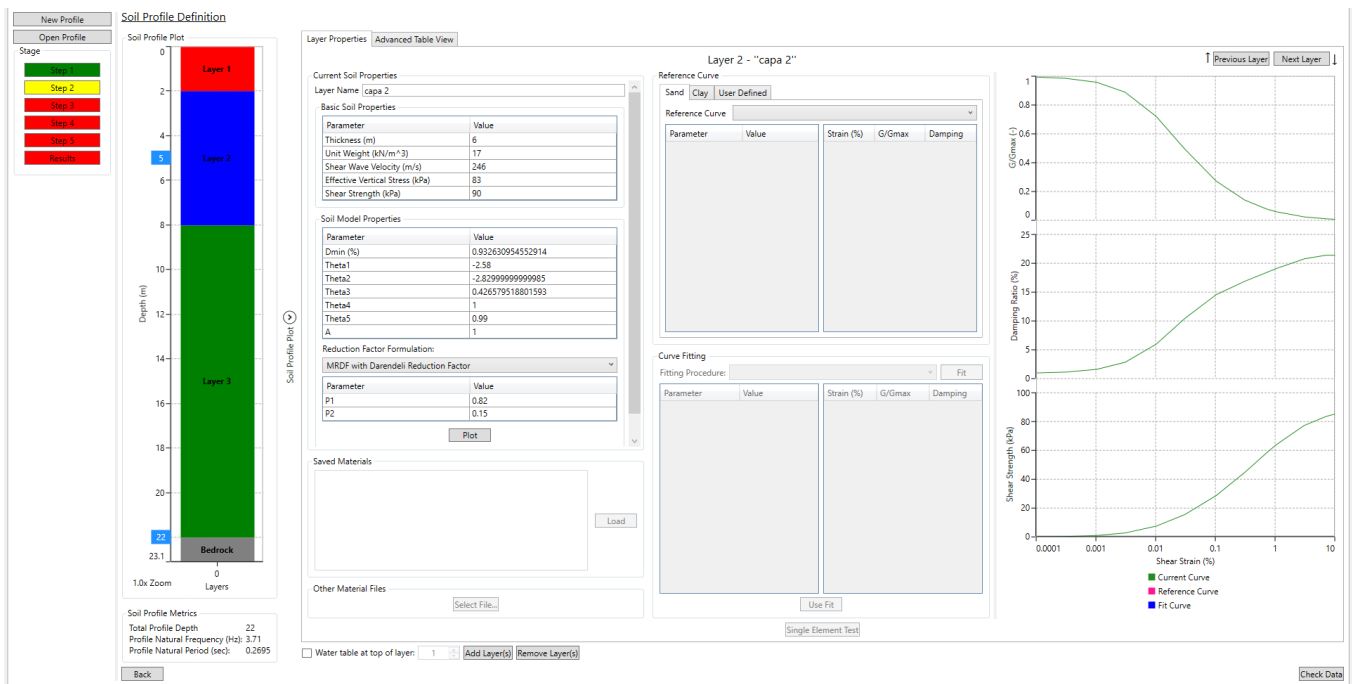 New Profile
Open Profile
Stage
Step 1
Step 2
Step 3
Step 4
Step 5
Results
Soil Profile Definition
Soil Profile Plot
0
2
4
5
6
8
10
12
14
16
18
20
22
23.1
Depth (m)
Layer 1
Layer 2
Layer 3
Bedrock
0
1.0x Zoom
Layers
Soil Profile Plot
Soil Profile Metrics
Total Profile Depth 22
Profile Natural Frequency (Hz): 3.71
Profile Natural Period (sec): 0.2695
Back
Layer Properties Advanced Table View
Layer 2 - "capa 2"
↑ Previous Layer Next Layer ↓
Current Soil Properties
Layer Name capa 2
Basic Soil Properties
Parameter Value
Thickness (m) 6
Unit Weight (kN/m^3) 17
Shear Wave Velocity (m/s) 246
Effective Vertical Stress (kPa) 83
Shear Strength (kPa) 90
Soil Model Properties
Parameter Value
Dmin (%) 0.932630954552914
Theta1 -2.58
Theta2 -2.82999999999985
Theta3 0.426579518801593
Theta4 1
Theta5 0.99
A 1
Reduction Factor Formulation:
MRDF with Darendeli Reduction Factor
Parameter Value
P1 0.82
P2 0.15
Plot
Saved Materials
Load
Other Material Files
Select File...
Water table at top of layer: 1 Add Layer(s) Remove Layer(s)
Reference Curve
Sand Clay User Defined
Reference Curve
Parameter Value Strain (%) G/Gmax Damping
Curve Fitting
Fitting Procedure: Fit
Parameter Value Strain (%) G/Gmax Damping
Use Fit
Single Element Test
G/Gmax (-)
1
0.8
0.6
0.4
0.2
0
Damping Ratio (%)
25
20
15
10
5
0
Shear Strength (kPa)
100
80
60
40
20
0
0.0001 0.001 0.01 0.1 1 10
Shear Strain (%)
Current Curve
Reference Curve
Fit Curve
Check Data